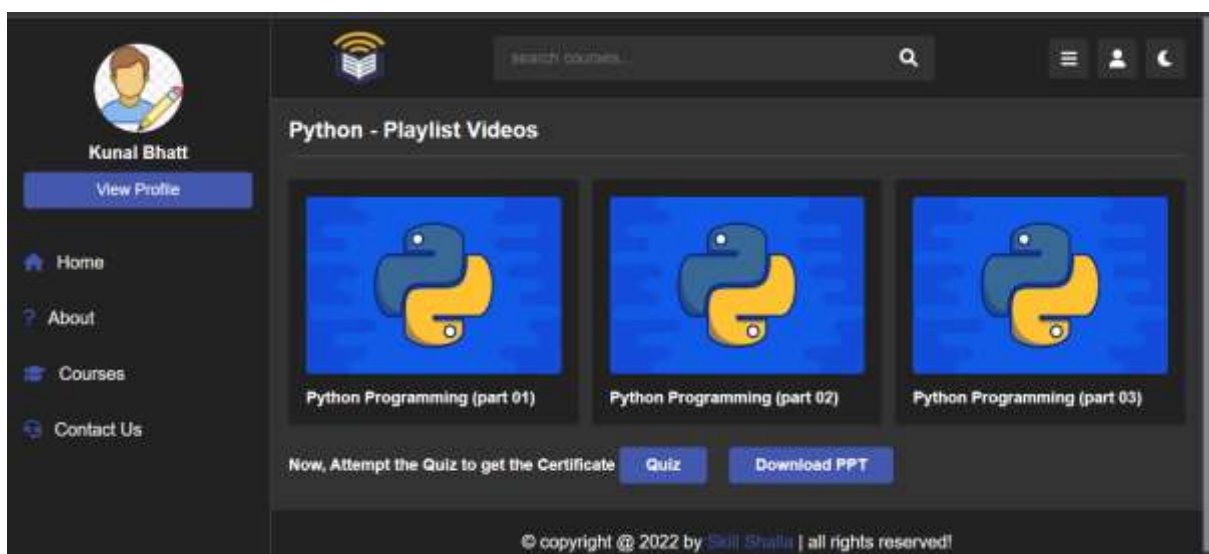 search courses...
Kunal Bhatt
View Profile
Home
? About
Courses
Contact Us
Python - Playlist Videos
Python Programming (part 01)
Python Programming (part 02)
Python Programming (part 03)
Now, Attempt the Quiz to get the Certificate
Quiz
Download PPT
© copyright @ 2022 by Skill Shalla | all rights reserved!